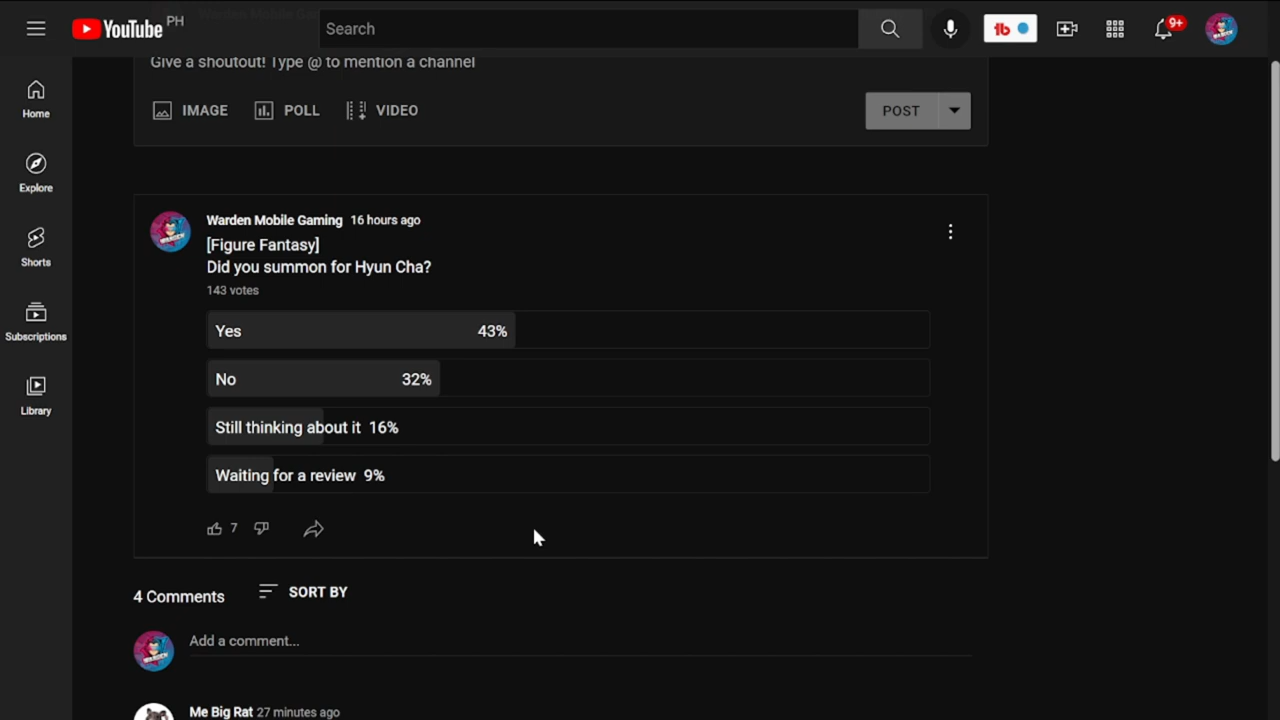 YouTube PH
Search
9+
Give a shoutout! Type @ to mention a channel
IMAGE POLL VIDEO POST
Home
Explore
Shorts
Subscriptions
Library
Warden Mobile Gaming 16 hours ago
[Figure Fantasy]
Did you summon for Hyun Cha?
143 votes
Yes 43%
No 32%
Still thinking about it 16%
Waiting for a review 9%
7
4 Comments SORT BY
Add a comment...
Me Big Rat 27 minutes ago